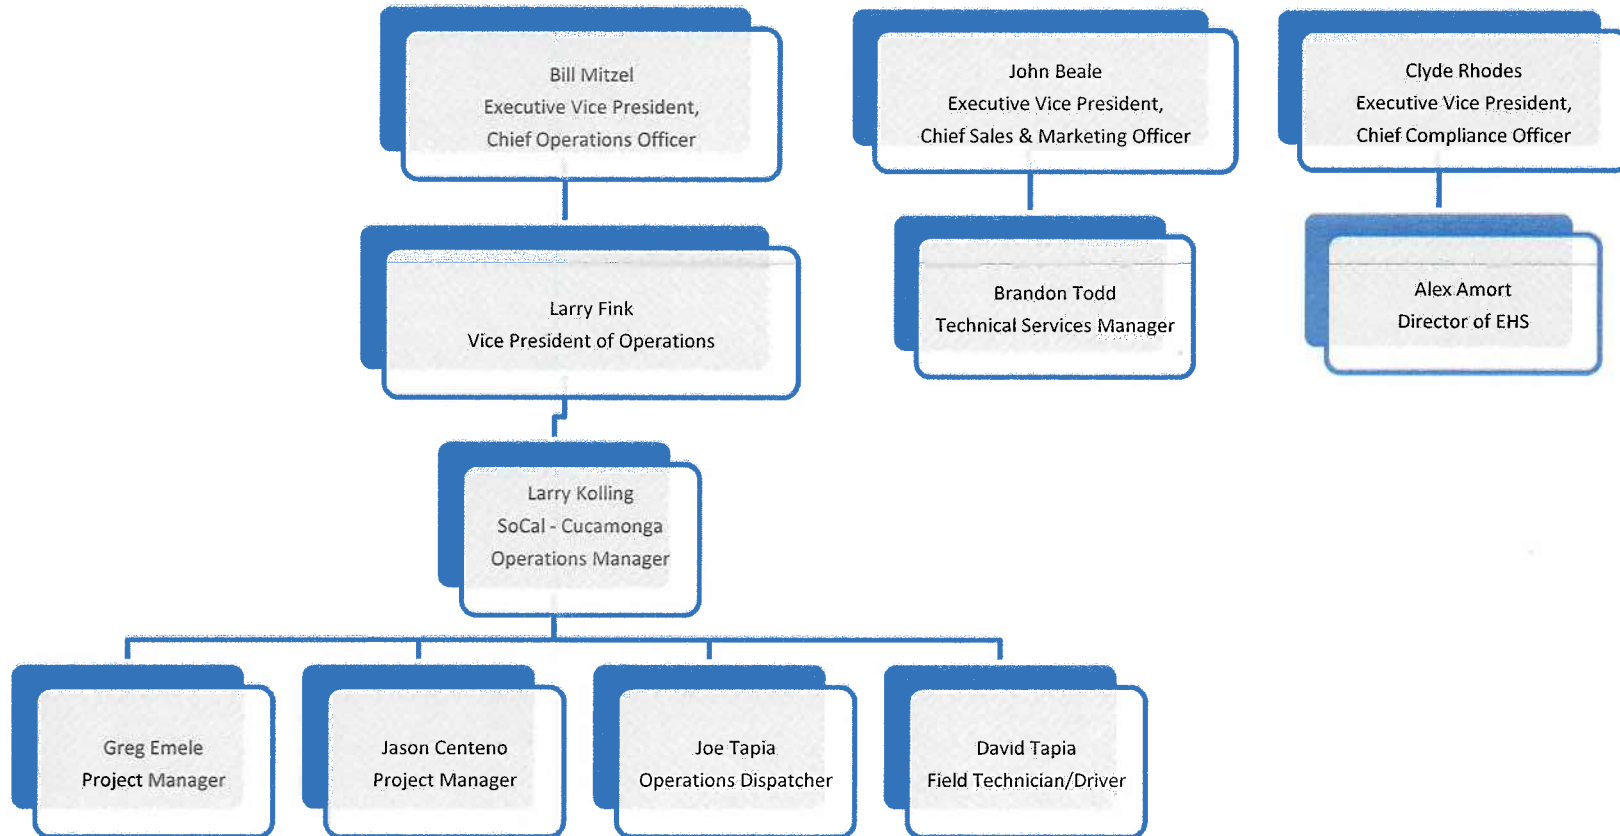 Bill Mitzel
Executive Vice President,
Chief Operations Officer
John Beale
Executive Vice President,
Chief Sales & Marketing Officer
Clyde Rhodes
Executive Vice President,
Chief Compliance Officer
Larry Fink
Vice President of Operations
Brandon Todd
Technical Services Manager
Alex Amort
Director of EHS
Larry Kolling
SoCal - Cucamonga
Operations Manager
Greg Emele
Project Manager
Jason Centeno
Project Manager
Joe Tapia
Operations Dispatcher
David Tapia
Field Technician/Driver